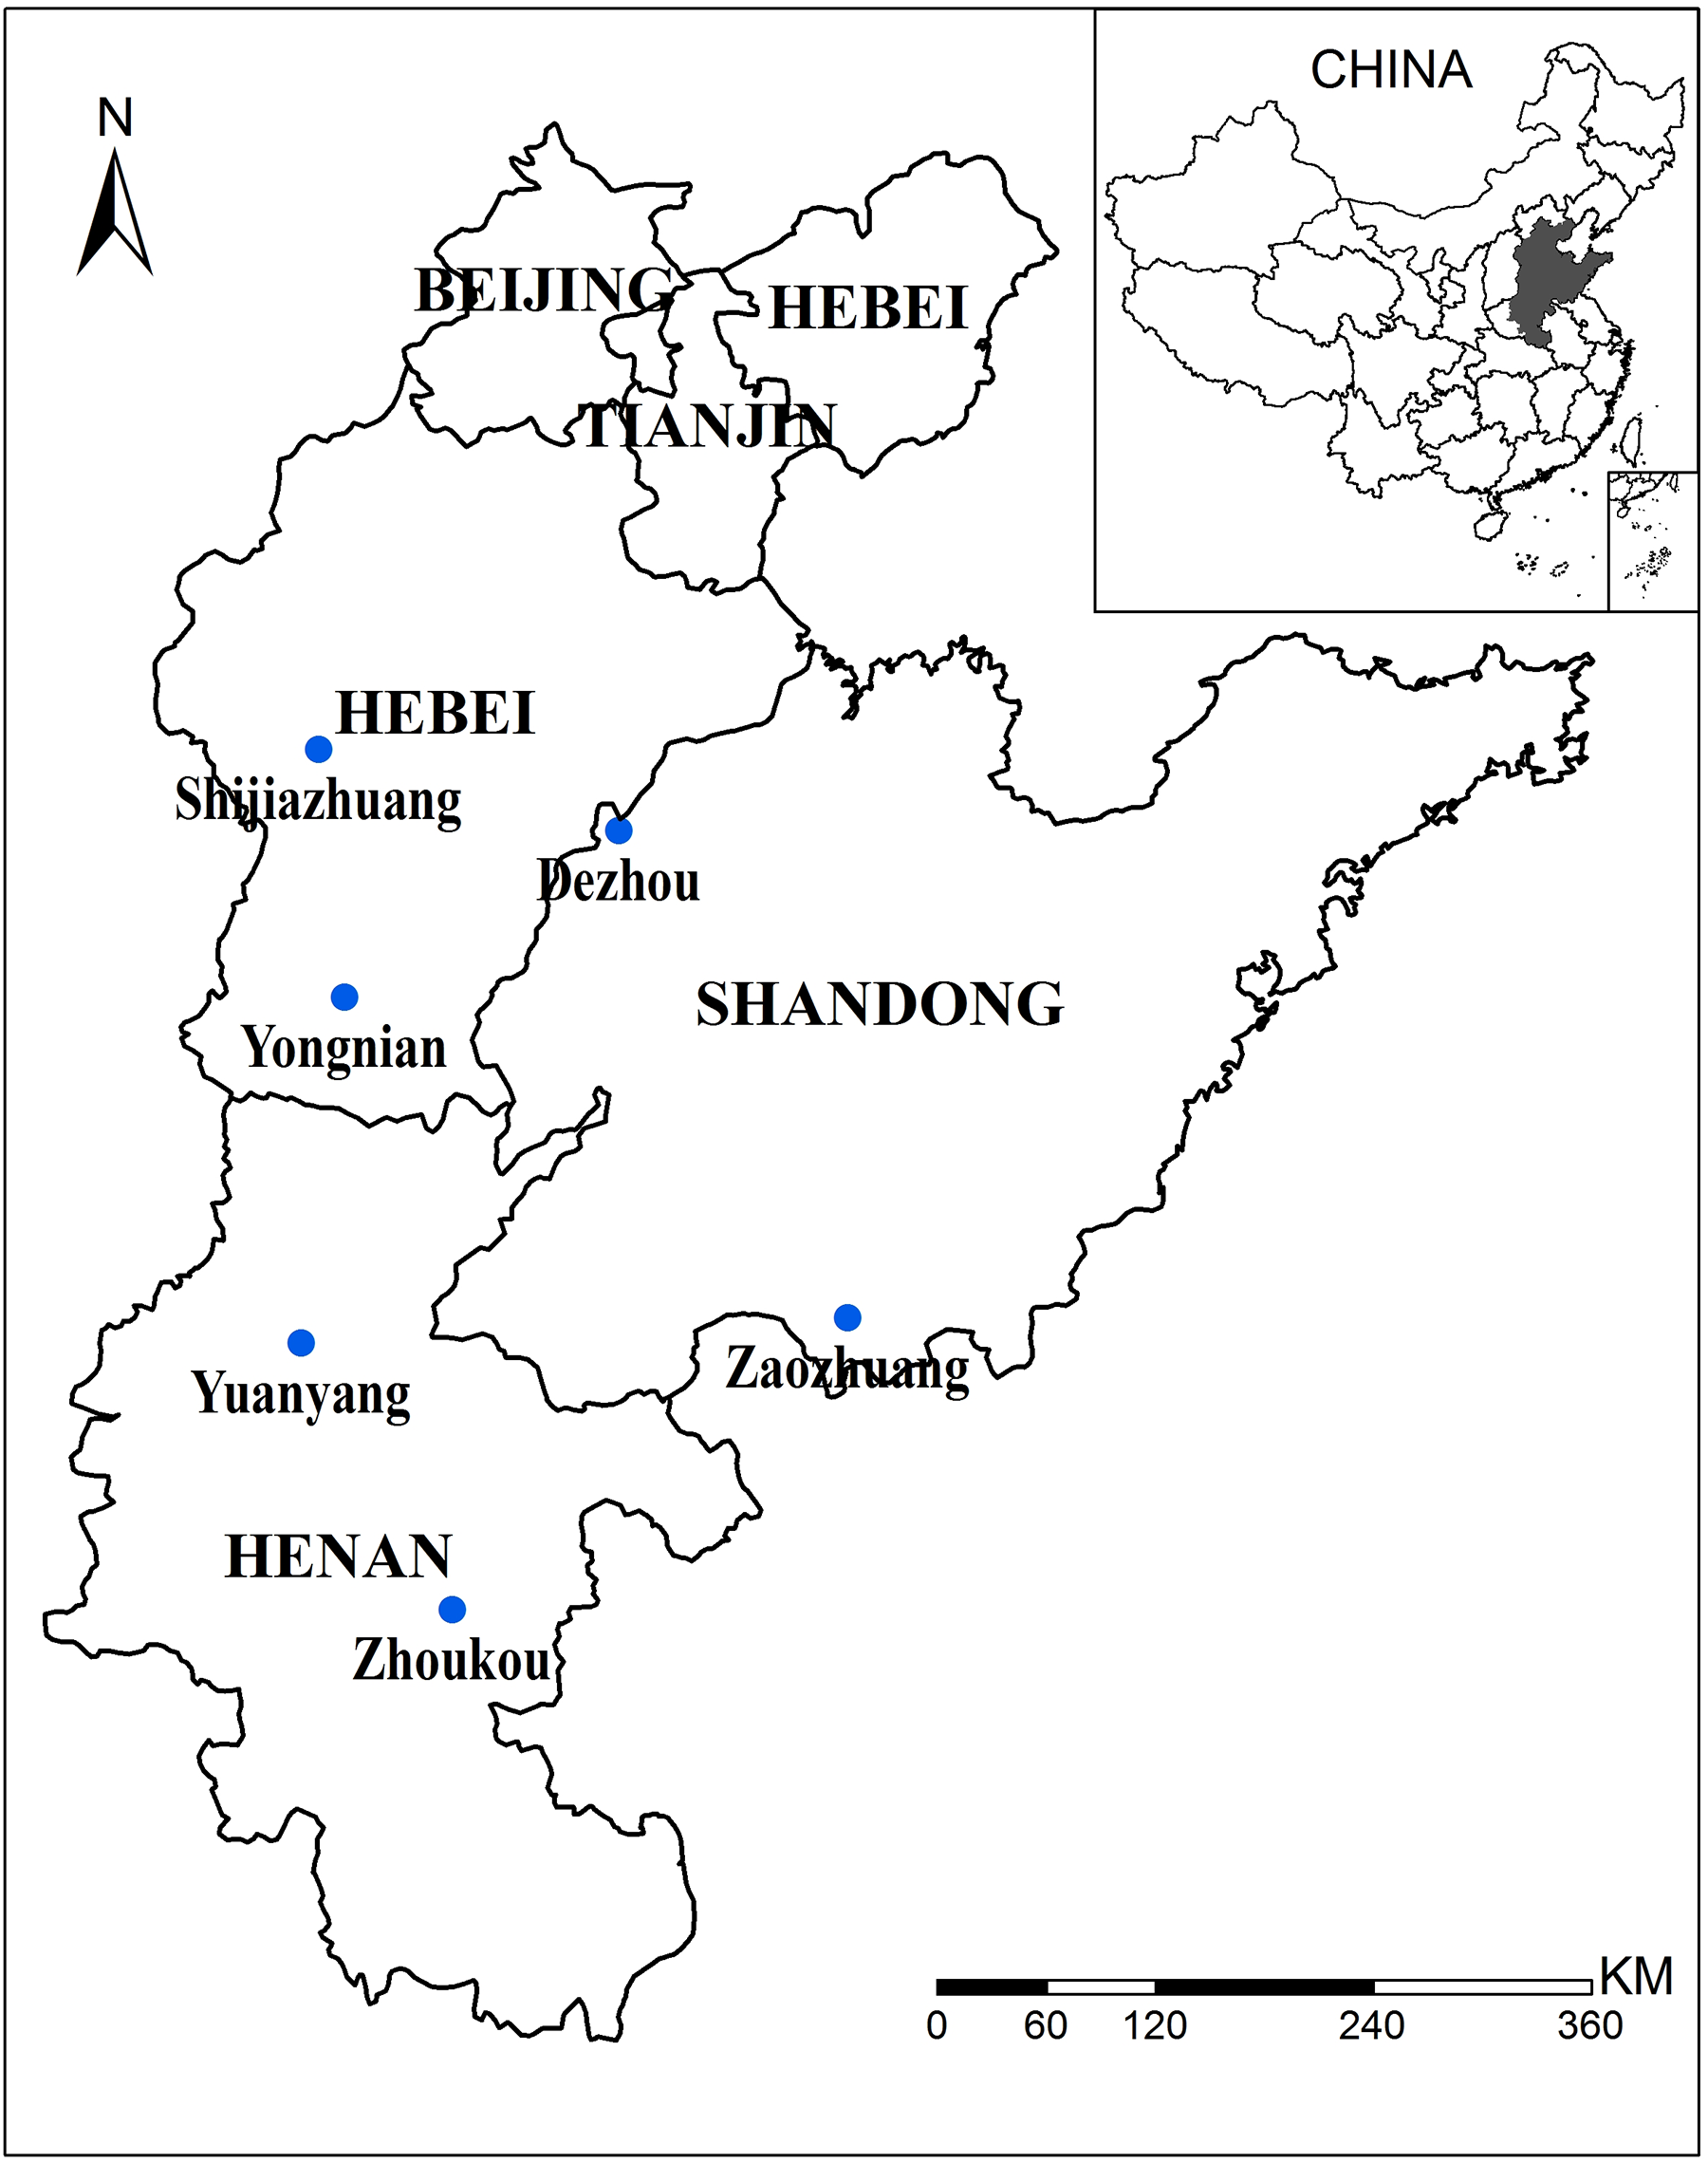 CHINA
N
BEIJING
HEBEI
TIANJIN
HEBEI
Shijiazhuang
Dezhou
SHANDONG
Yongnian
Zaozhuang
Yuanyang
HENAN
Zhoukou
KM
0 60 120 240 360